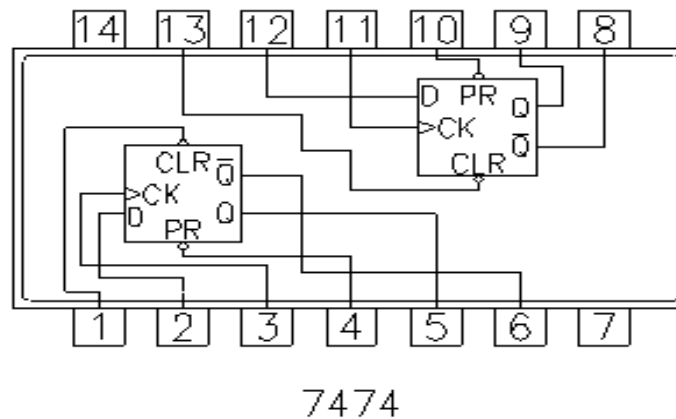 14 13 12 11 10 9 8
D PR Q
>CK Q̅
CLR
CLR Q̅
>CK
D Q
PR
1 2 3 4 5 6 7
7474